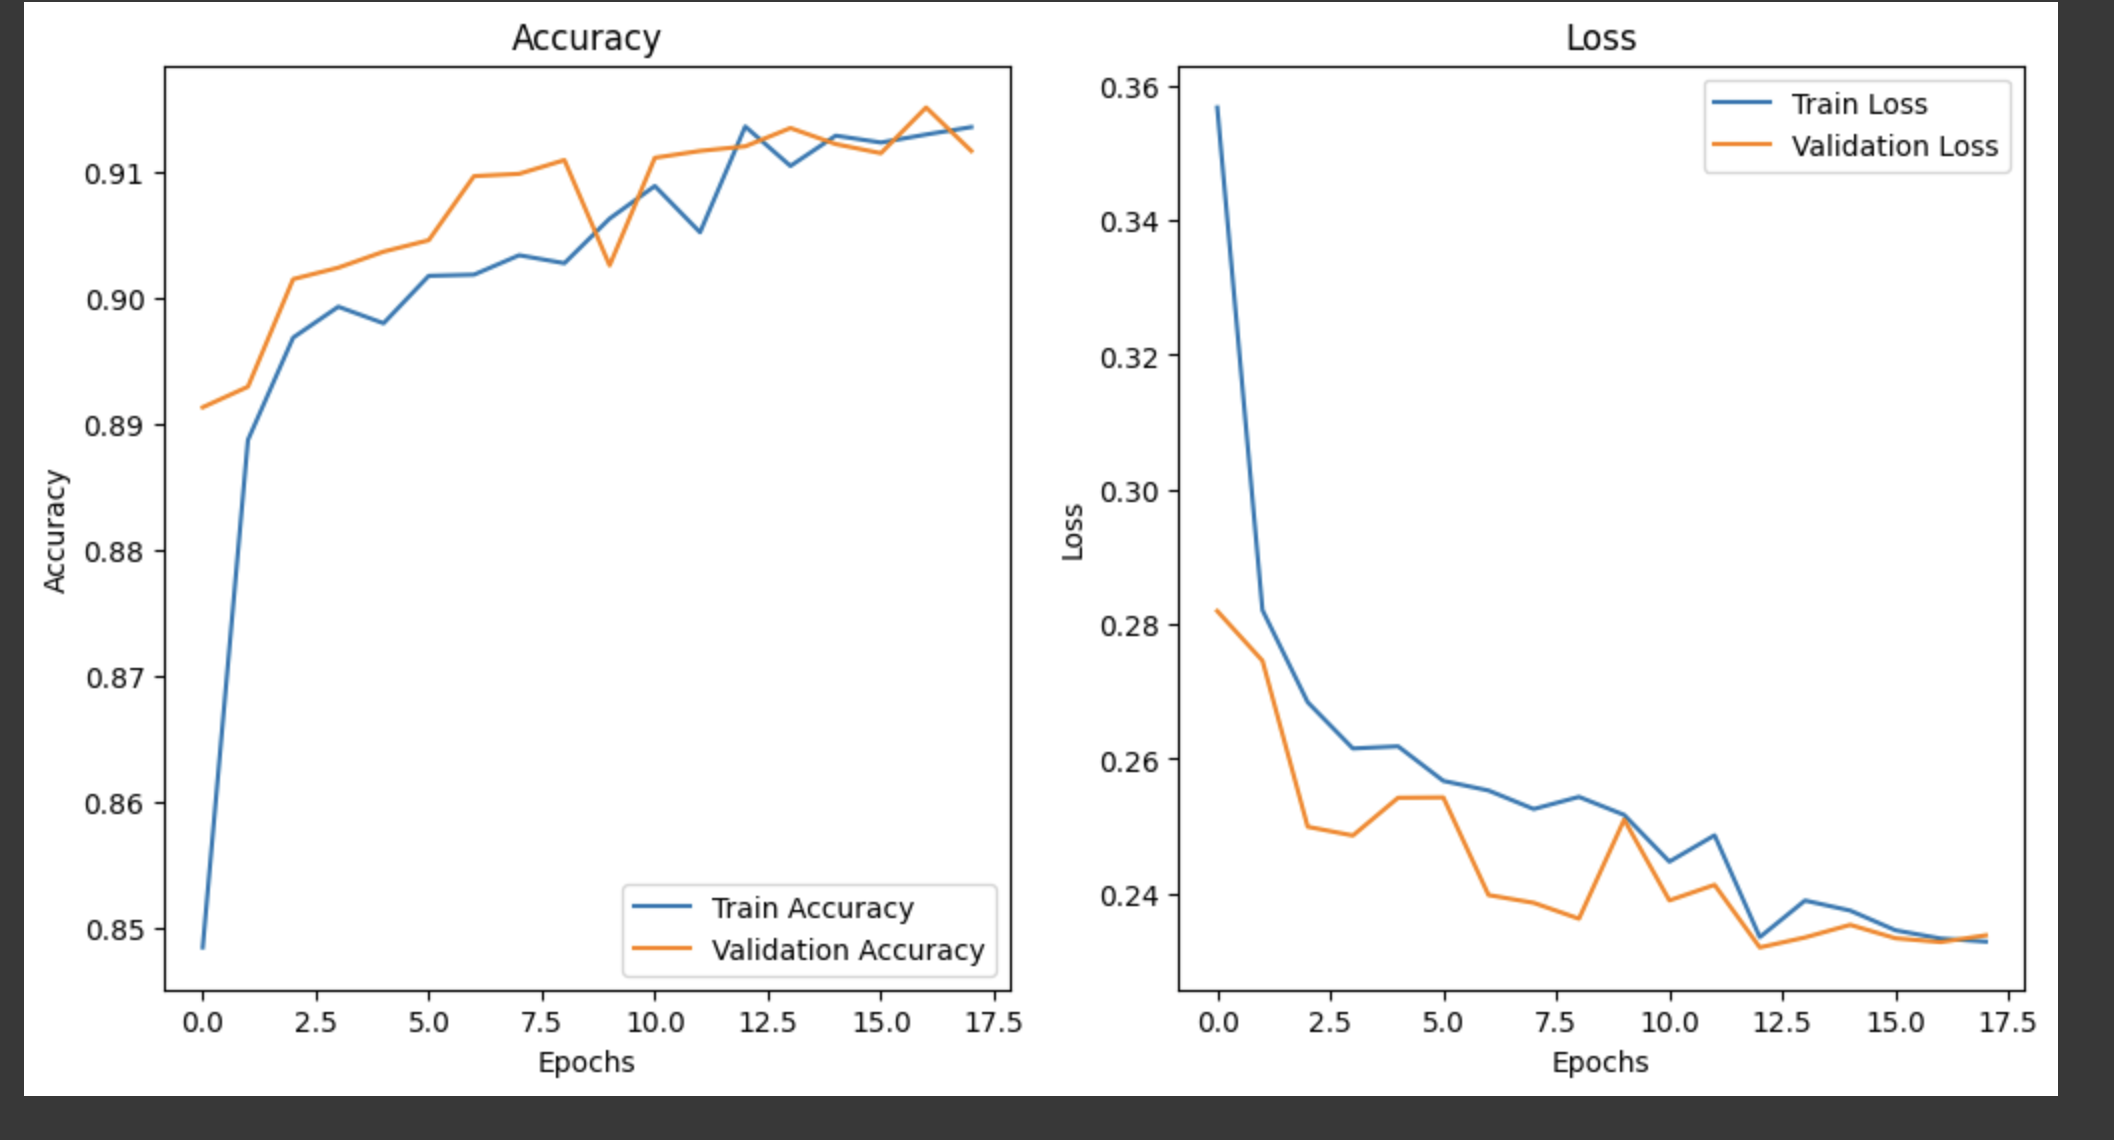 Accuracy
0.91
0.90
0.89
0.88
0.87
0.86
0.85
Accuracy
Train Accuracy
Validation Accuracy
0.0 2.5 5.0 7.5 10.0 12.5 15.0 17.5
Epochs
Loss
0.36
0.34
0.32
0.30
0.28
0.26
0.24
Loss
Train Loss
Validation Loss
0.0 2.5 5.0 7.5 10.0 12.5 15.0 17.5
Epochs